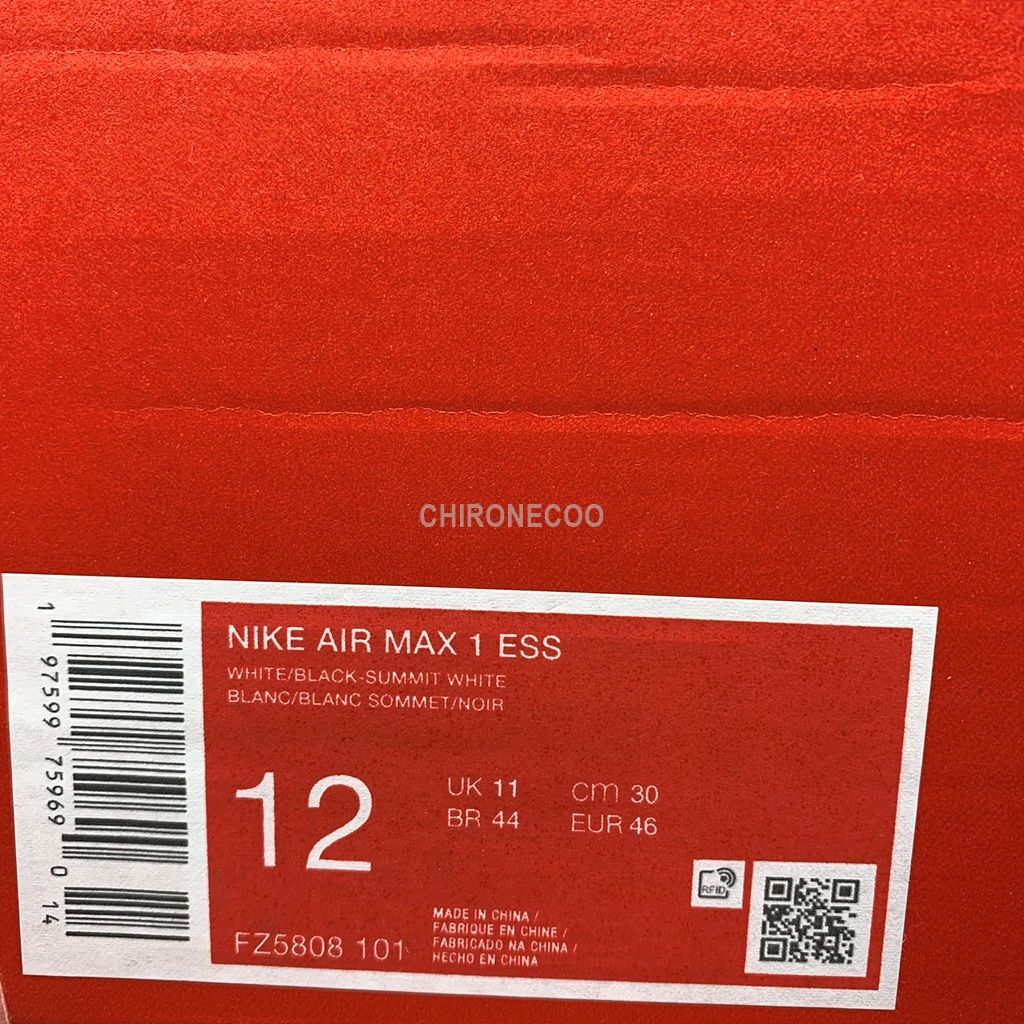 CHIRONECOO
NIKE AIR MAX 1 ESS
WHITE/BLACK-SUMMIT WHITE
BLANC/BLANC SOMMET/NOIR
12
UK 11
cm 30
BR 44
EUR 46
RFID
FZ5808 101
MADE IN CHINA /
FABRIQUE EN CHINE /
FABRICADO NA CHINA /
HECHO EN CHINA
1 97599 75969 0 14